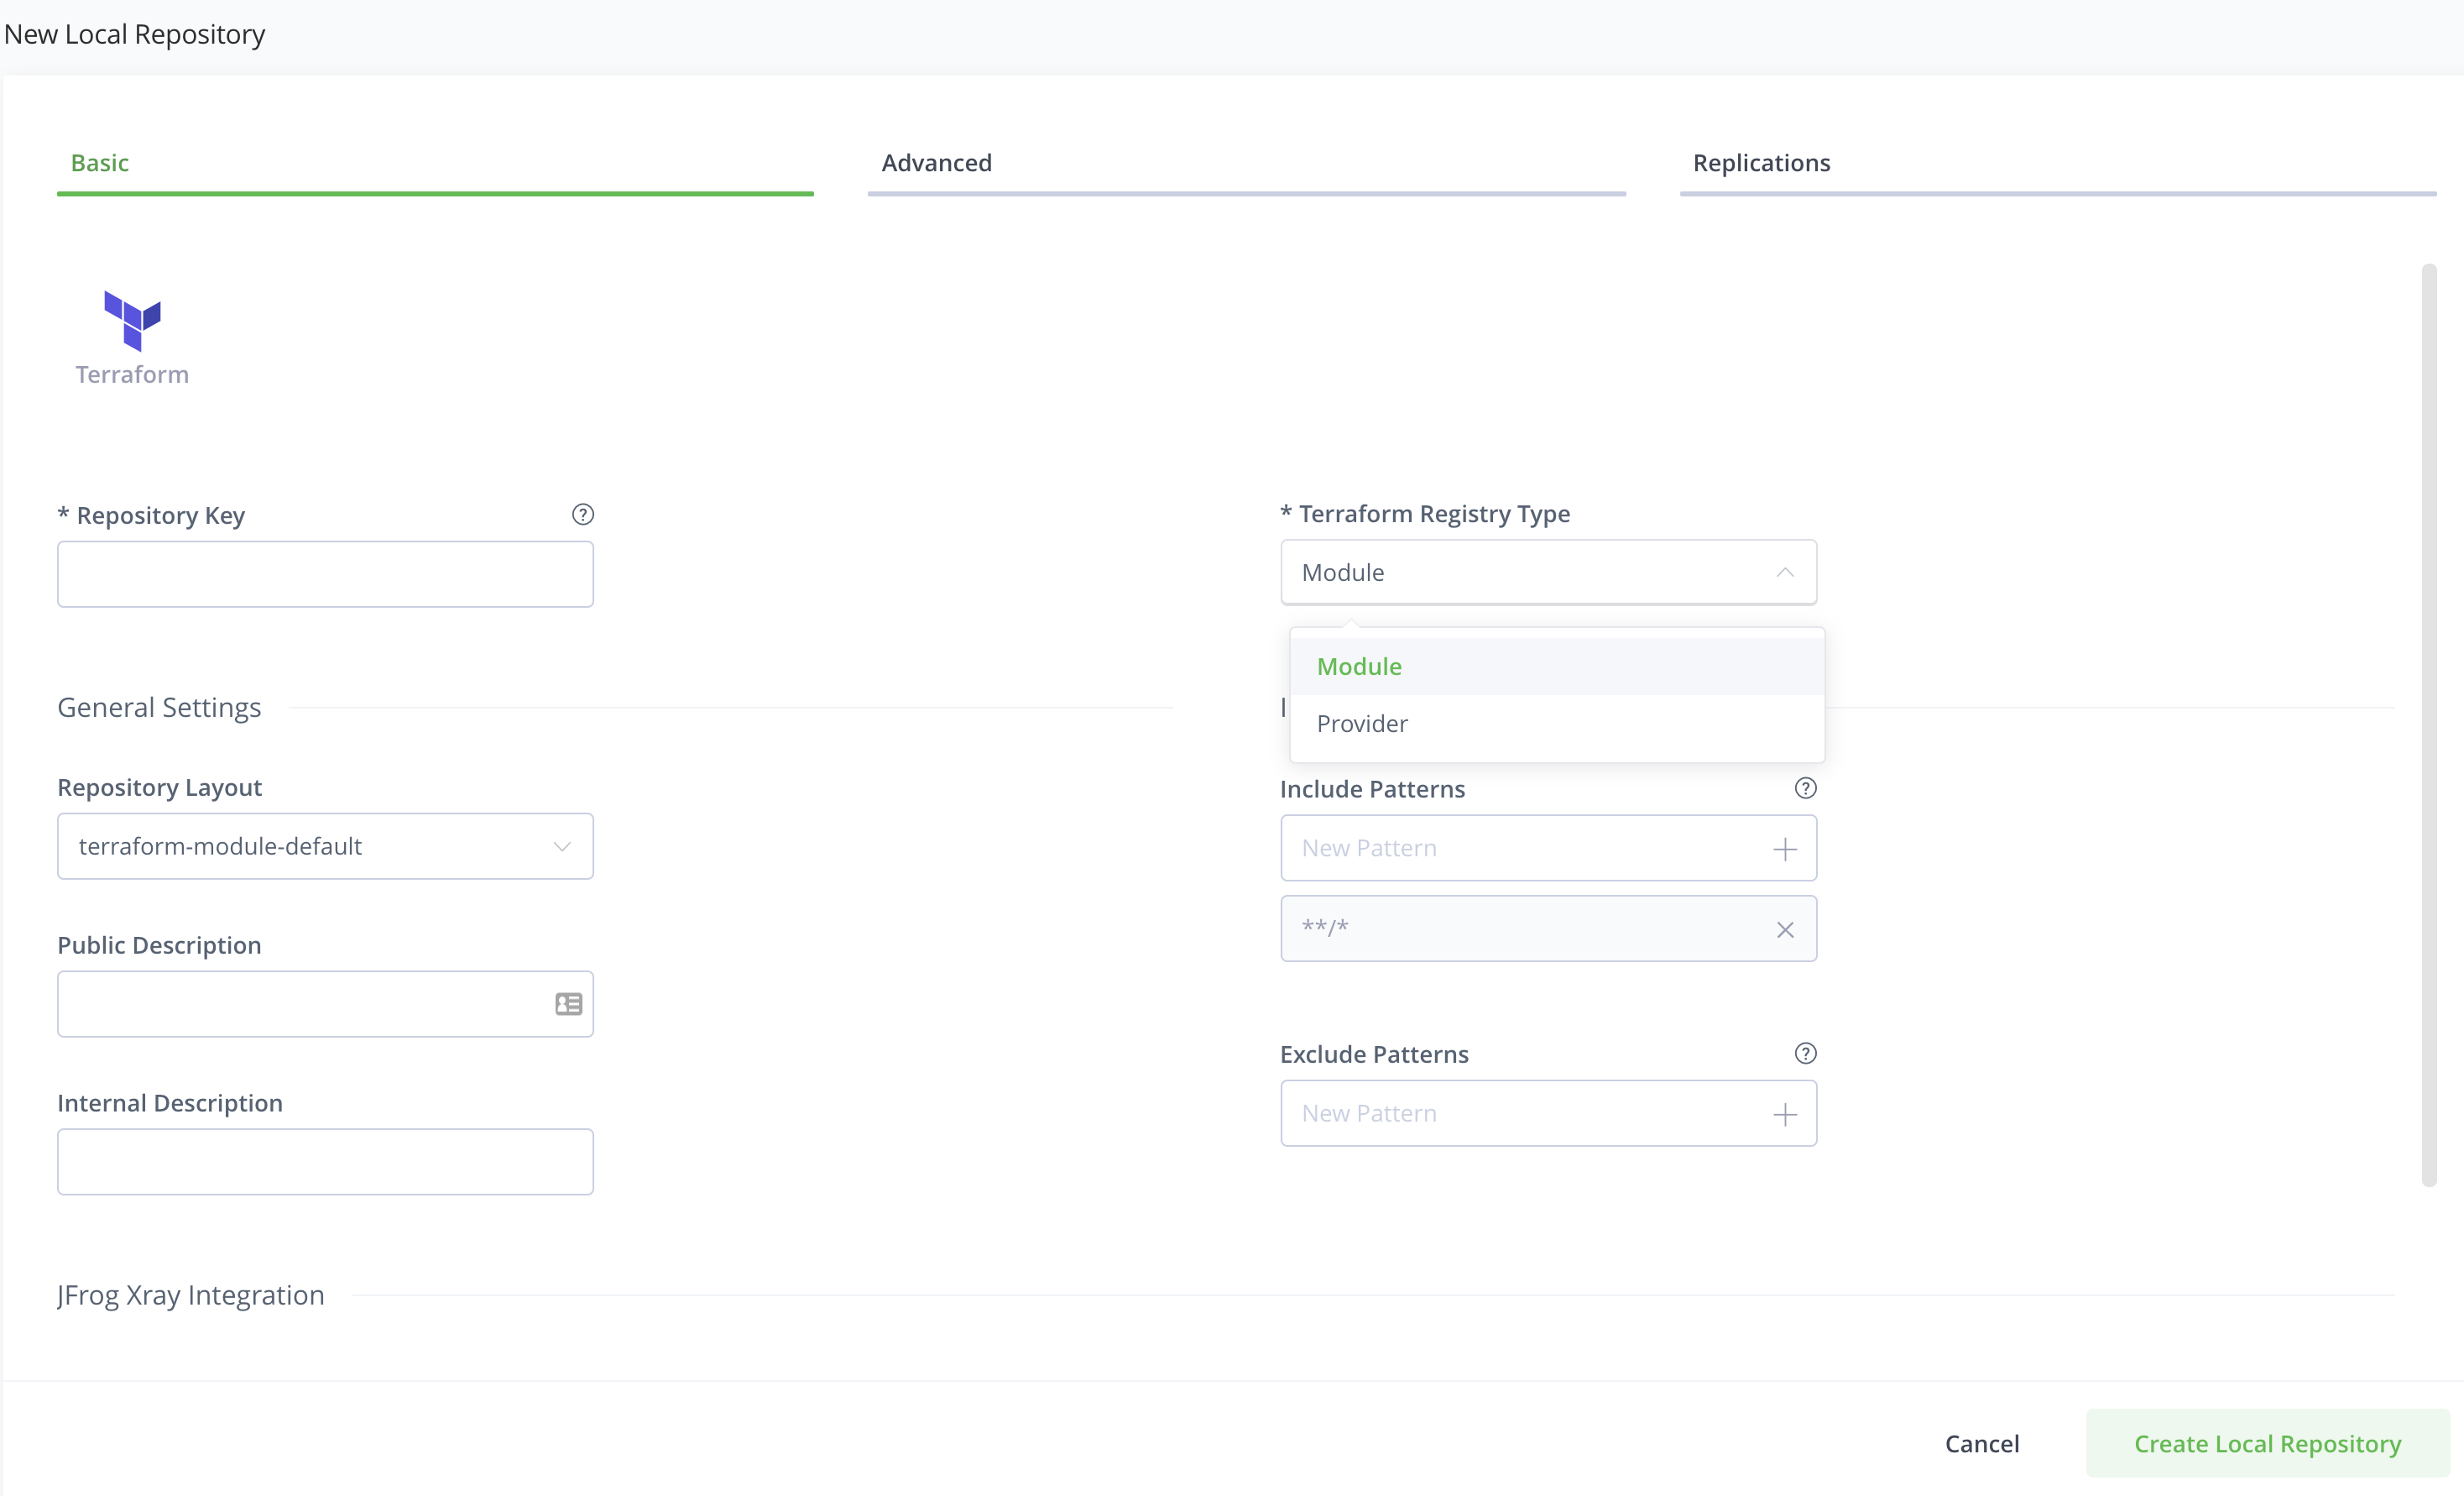 New Local Repository
Basic
Advanced
Replications
Terraform
* Repository Key
* Terraform Registry Type
Module
Module
Provider
General Settings
Repository Layout
terraform-module-default
Include Patterns
New Pattern
**/*
Public Description
Exclude Patterns
New Pattern
Internal Description
JFrog Xray Integration
Cancel
Create Local Repository